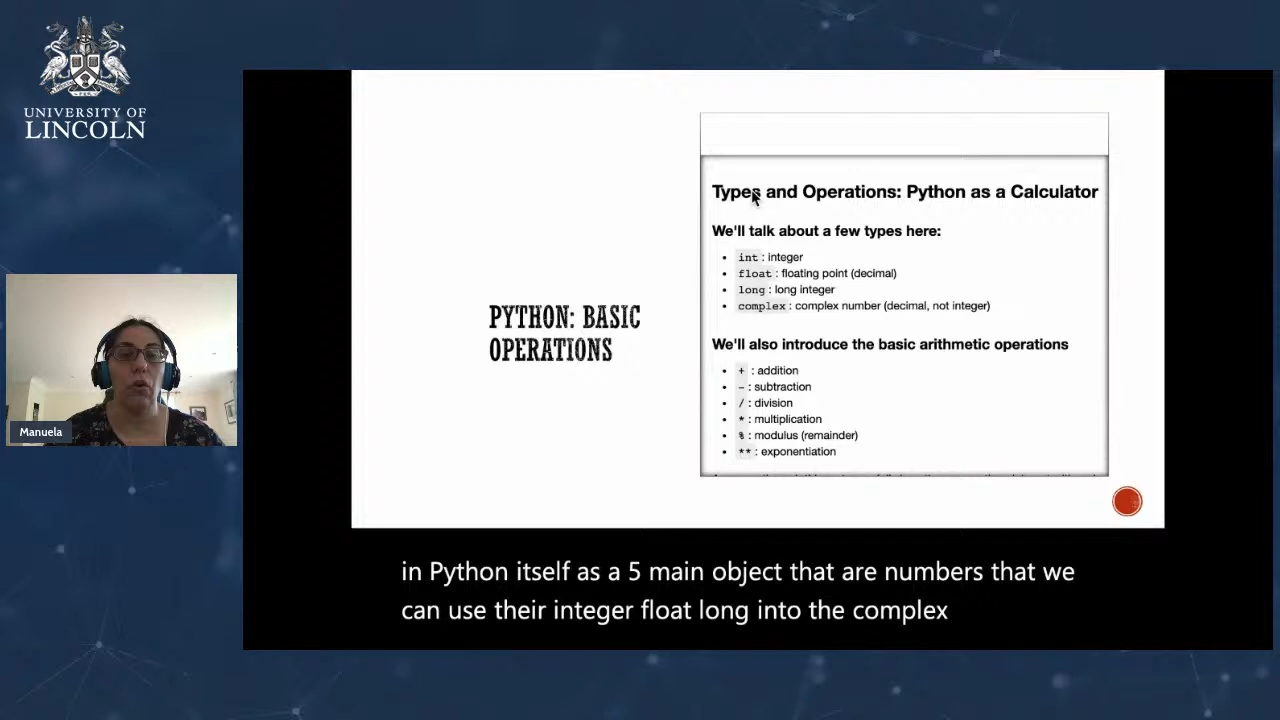 UNIVERSITY OF
LINCOLN
Manuela
PYTHON: BASIC
OPERATIONS
Types and Operations: Python as a Calculator
We'll talk about a few types here:
• int : integer
• float : floating point (decimal)
• long : long integer
• complex : complex number (decimal, not integer)
We'll also introduce the basic arithmetic operations
• + : addition
• - : subtraction
• / : division
• * : multiplication
• % : modulus (remainder)
• ** : exponentiation
in Python itself as a 5 main object that are numbers that we
can use their integer float long into the complex